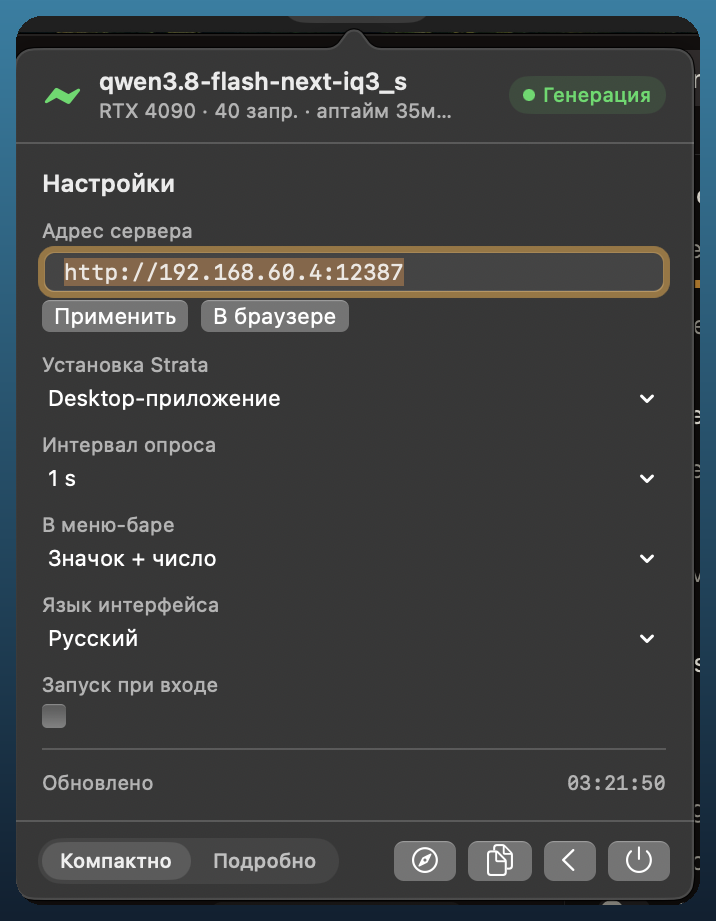 qwen3.8-flash-next-iq3_s
RTX 4090 · 40 запр. · аптайм 35м…
Генерация
Настройки
Адрес сервера
http://192.168.60.4:12387
Применить
В браузере
Установка Strata
Desktop-приложение
Интервал опроса
1 s
В меню-баре
Значок + число
Язык интерфейса
Русский
Запуск при входе
Обновлено
03:21:50
Компактно
Подробно